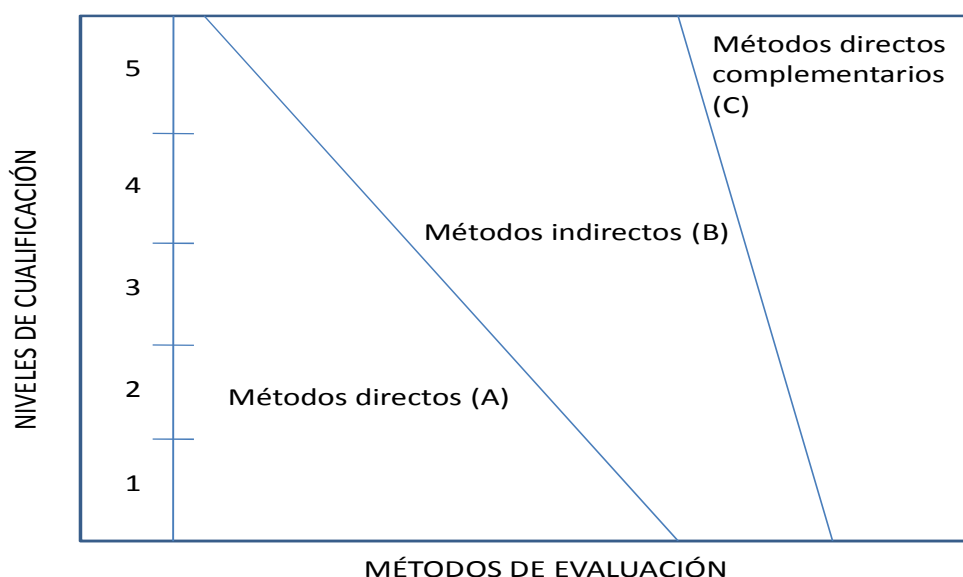 NIVELES DE CUALIFICACIÓN
5
4
3
2
1
Métodos directos (A)
Métodos indirectos (B)
Métodos directos
complementarios
(C)
MÉTODOS DE EVALUACIÓN